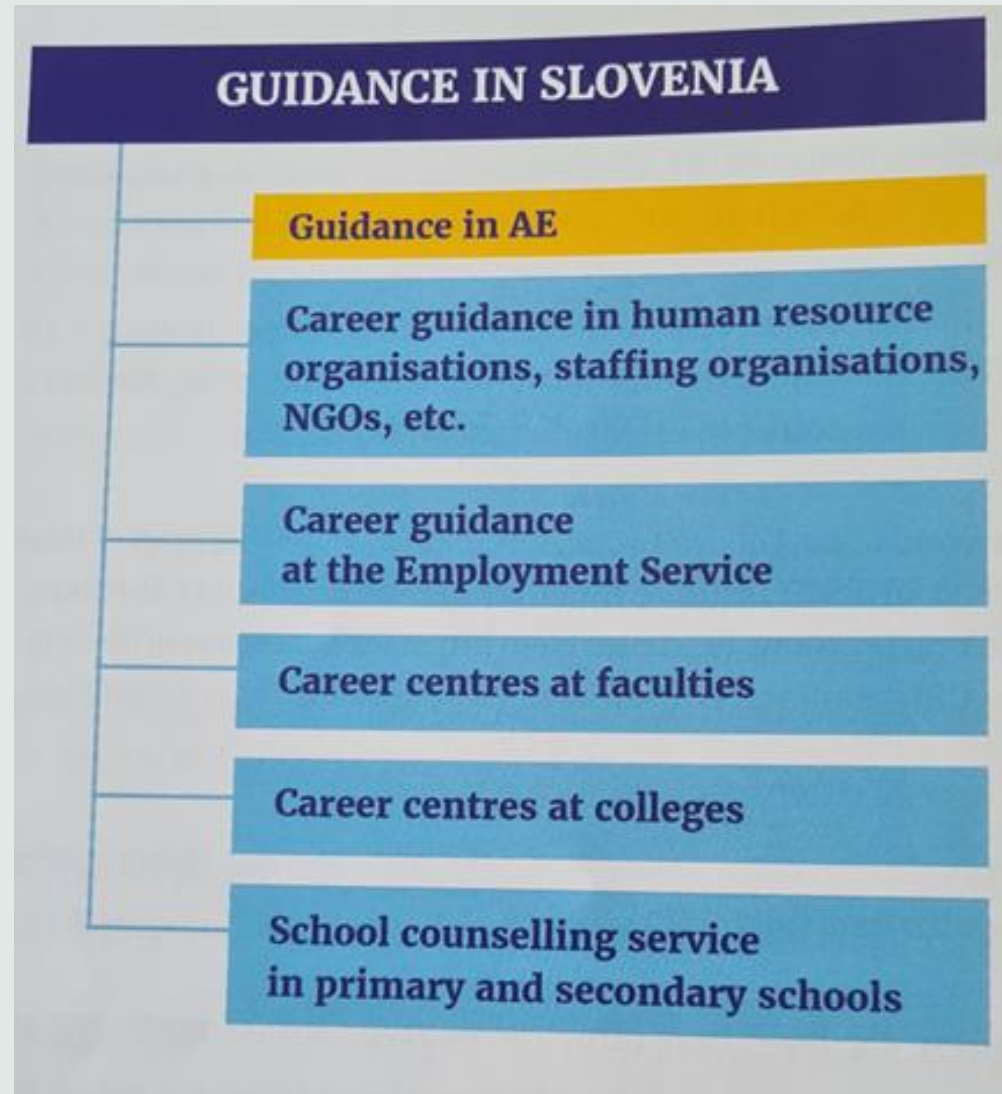 GUIDANCE IN SLOVENIA
Guidance in AE
Career guidance in human resource
organisations, staffing organisations,
NGOs, etc.
Career guidance
at the Employment Service
Career centres at faculties
Career centres at colleges
School counselling service
in primary and secondary schools